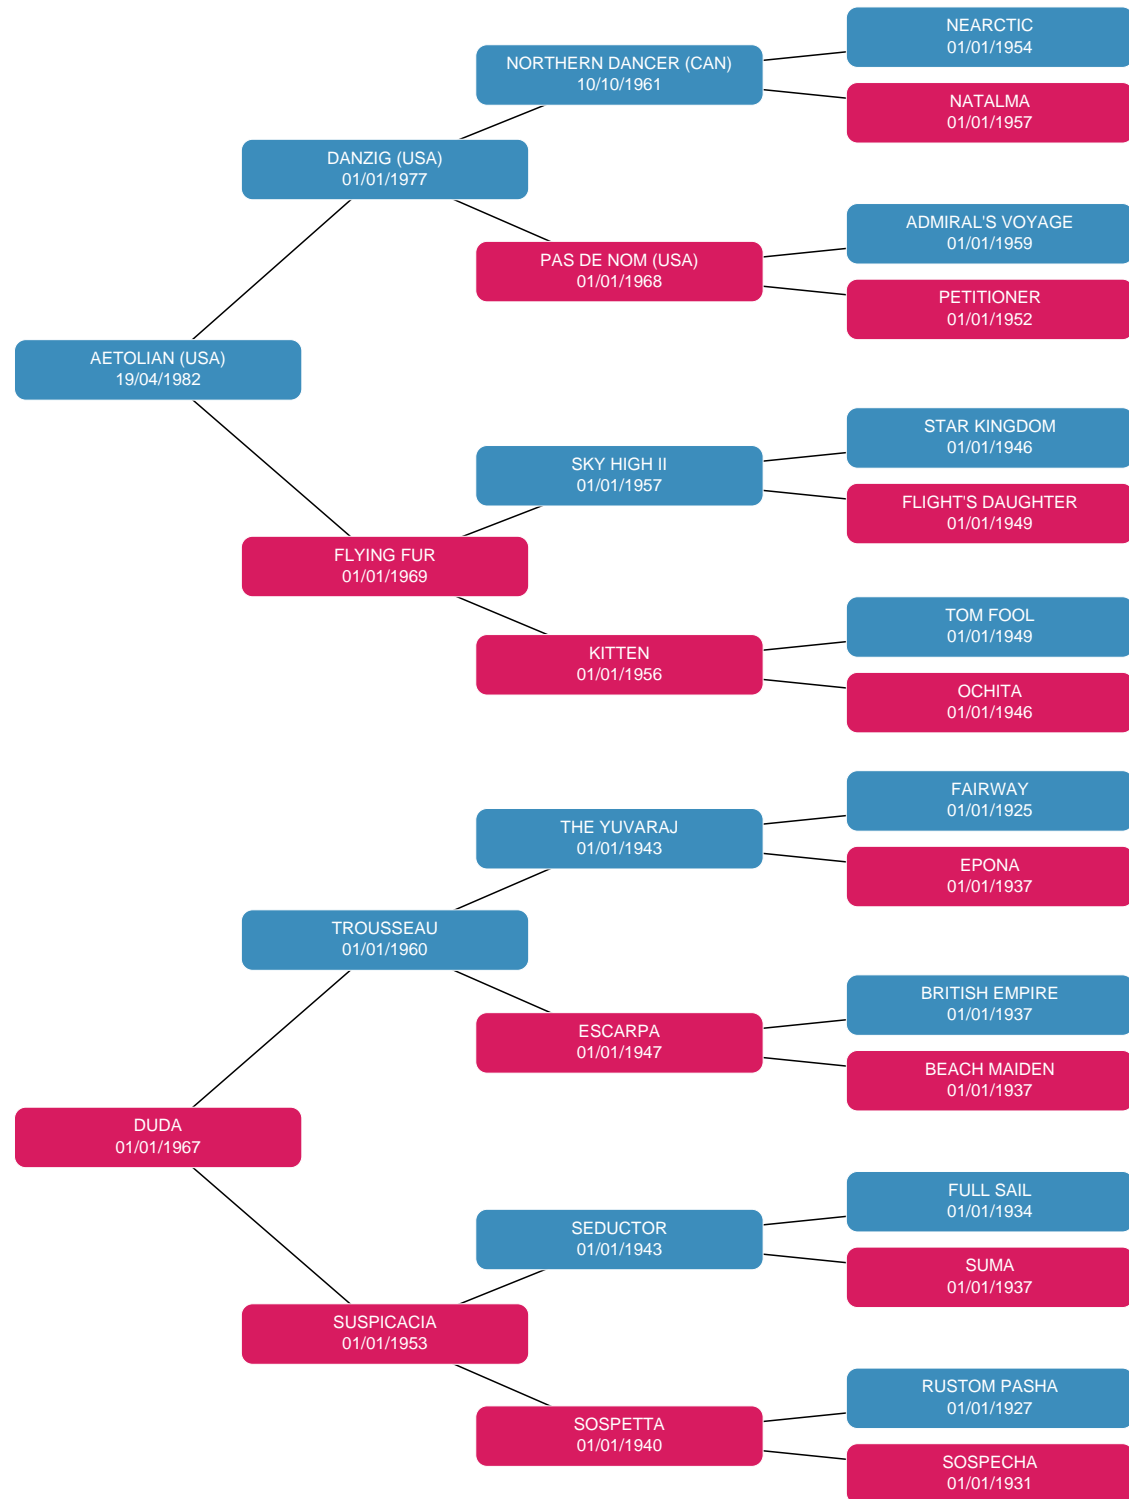 NEARCTIC
01/01/1954
NORTHERN DANCER (CAN)
10/10/1961
NATALMA
01/01/1957
DANZIG (USA)
01/01/1977
ADMIRAL'S VOYAGE
01/01/1959
PAS DE NOM (USA)
01/01/1968
PETITIONER
01/01/1952
AETOLIAN (USA)
19/04/1982
STAR KINGDOM
01/01/1946
SKY HIGH II
01/01/1957
FLIGHT'S DAUGHTER
01/01/1949
FLYING FUR
01/01/1969
TOM FOOL
01/01/1949
KITTEN
01/01/1956
OCHITA
01/01/1946
FAIRWAY
01/01/1925
THE YUVARAJ
01/01/1943
EPONA
01/01/1937
TROUSSEAU
01/01/1960
BRITISH EMPIRE
01/01/1937
ESCARPA
01/01/1947
BEACH MAIDEN
01/01/1937
DUDA
01/01/1967
FULL SAIL
01/01/1934
SEDUCTOR
01/01/1943
SUMA
01/01/1937
SUSPICACIA
01/01/1953
RUSTOM PASHA
01/01/1927
SOSPETTA
01/01/1940
SOSPECHA
01/01/1931